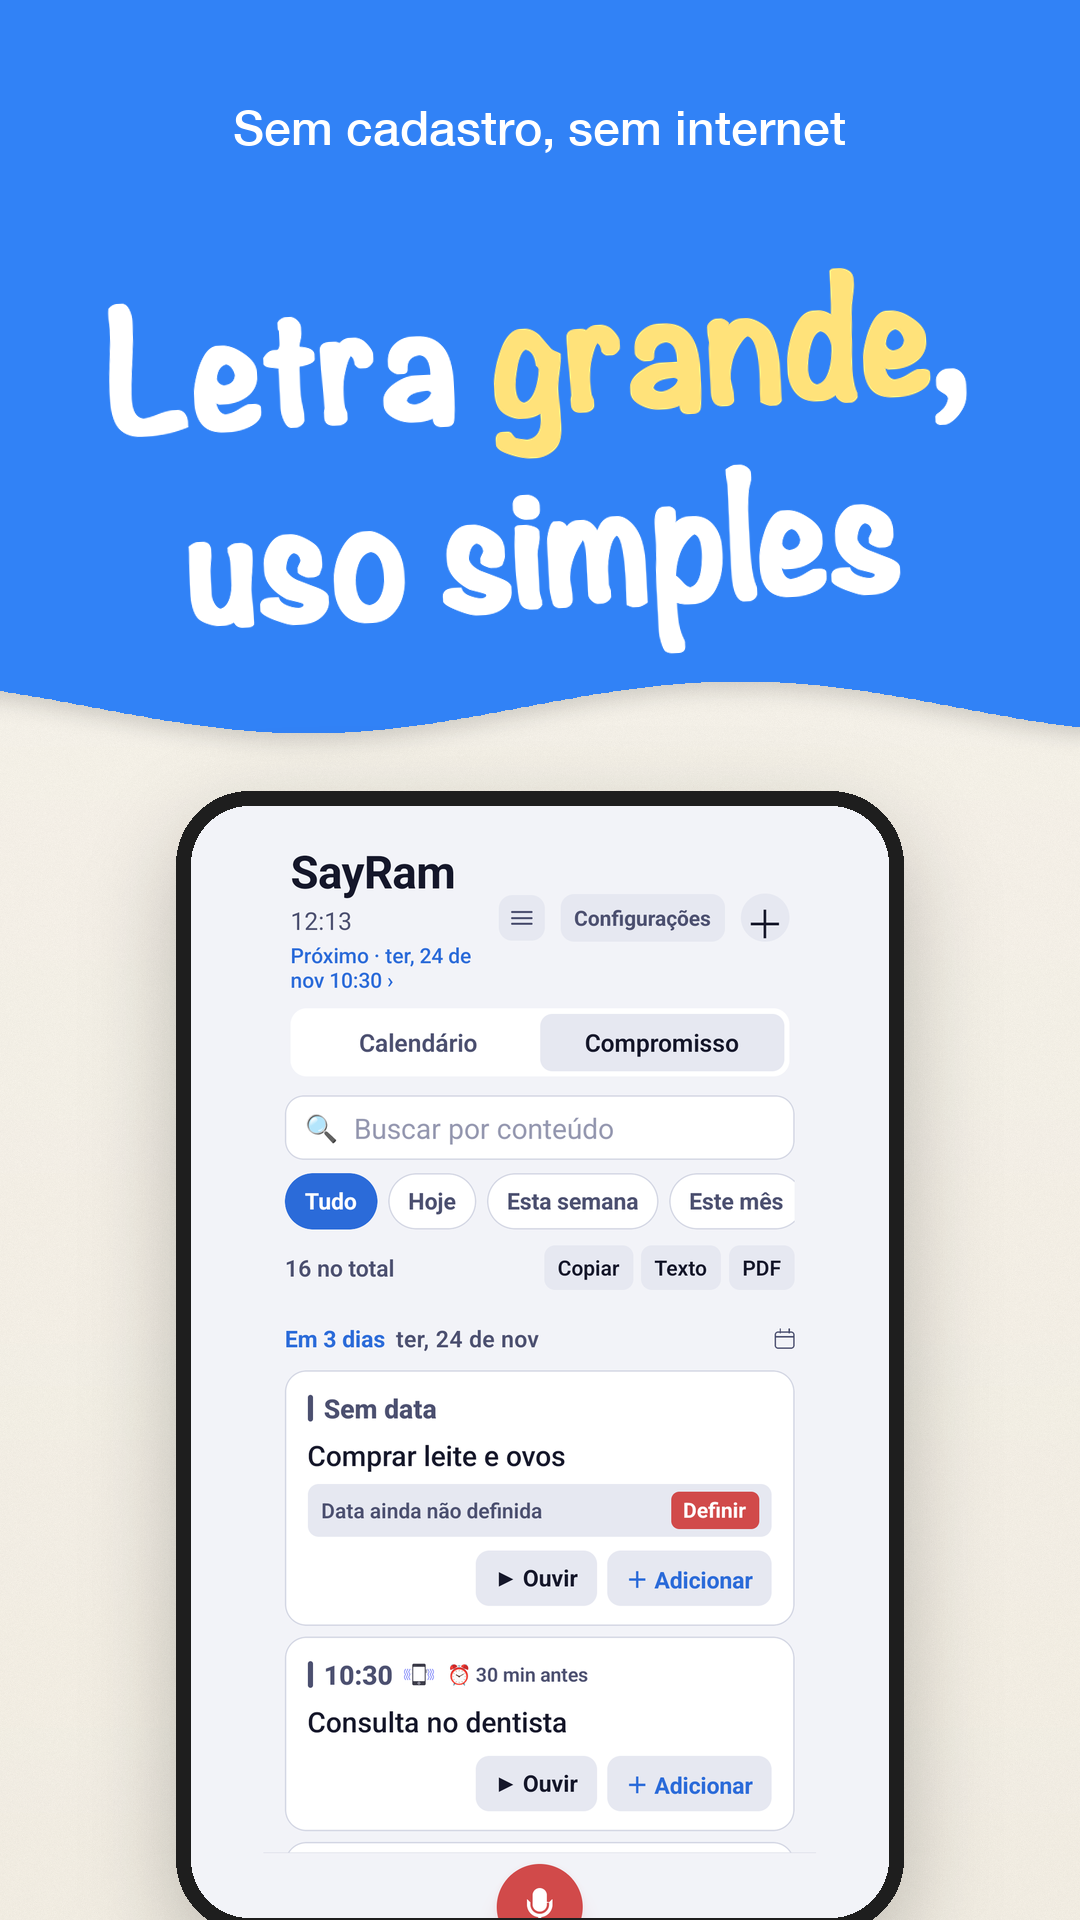 Sem cadastro, sem internet
Letra grande,
uso simples
SayRam
12:13
Próximo · ter, 24 de
nov 10:30 ›
Configurações
Calendário
Compromisso
Buscar por conteúdo
Tudo
Hoje
Esta semana
Este mês
16 no total
Copiar
Texto
PDF
Em 3 dias ter, 24 de nov
Sem data
Comprar leite e ovos
Data ainda não definida
Definir
► Ouvir
+ Adicionar
10:30 30 min antes
Consulta no dentista
► Ouvir
+ Adicionar